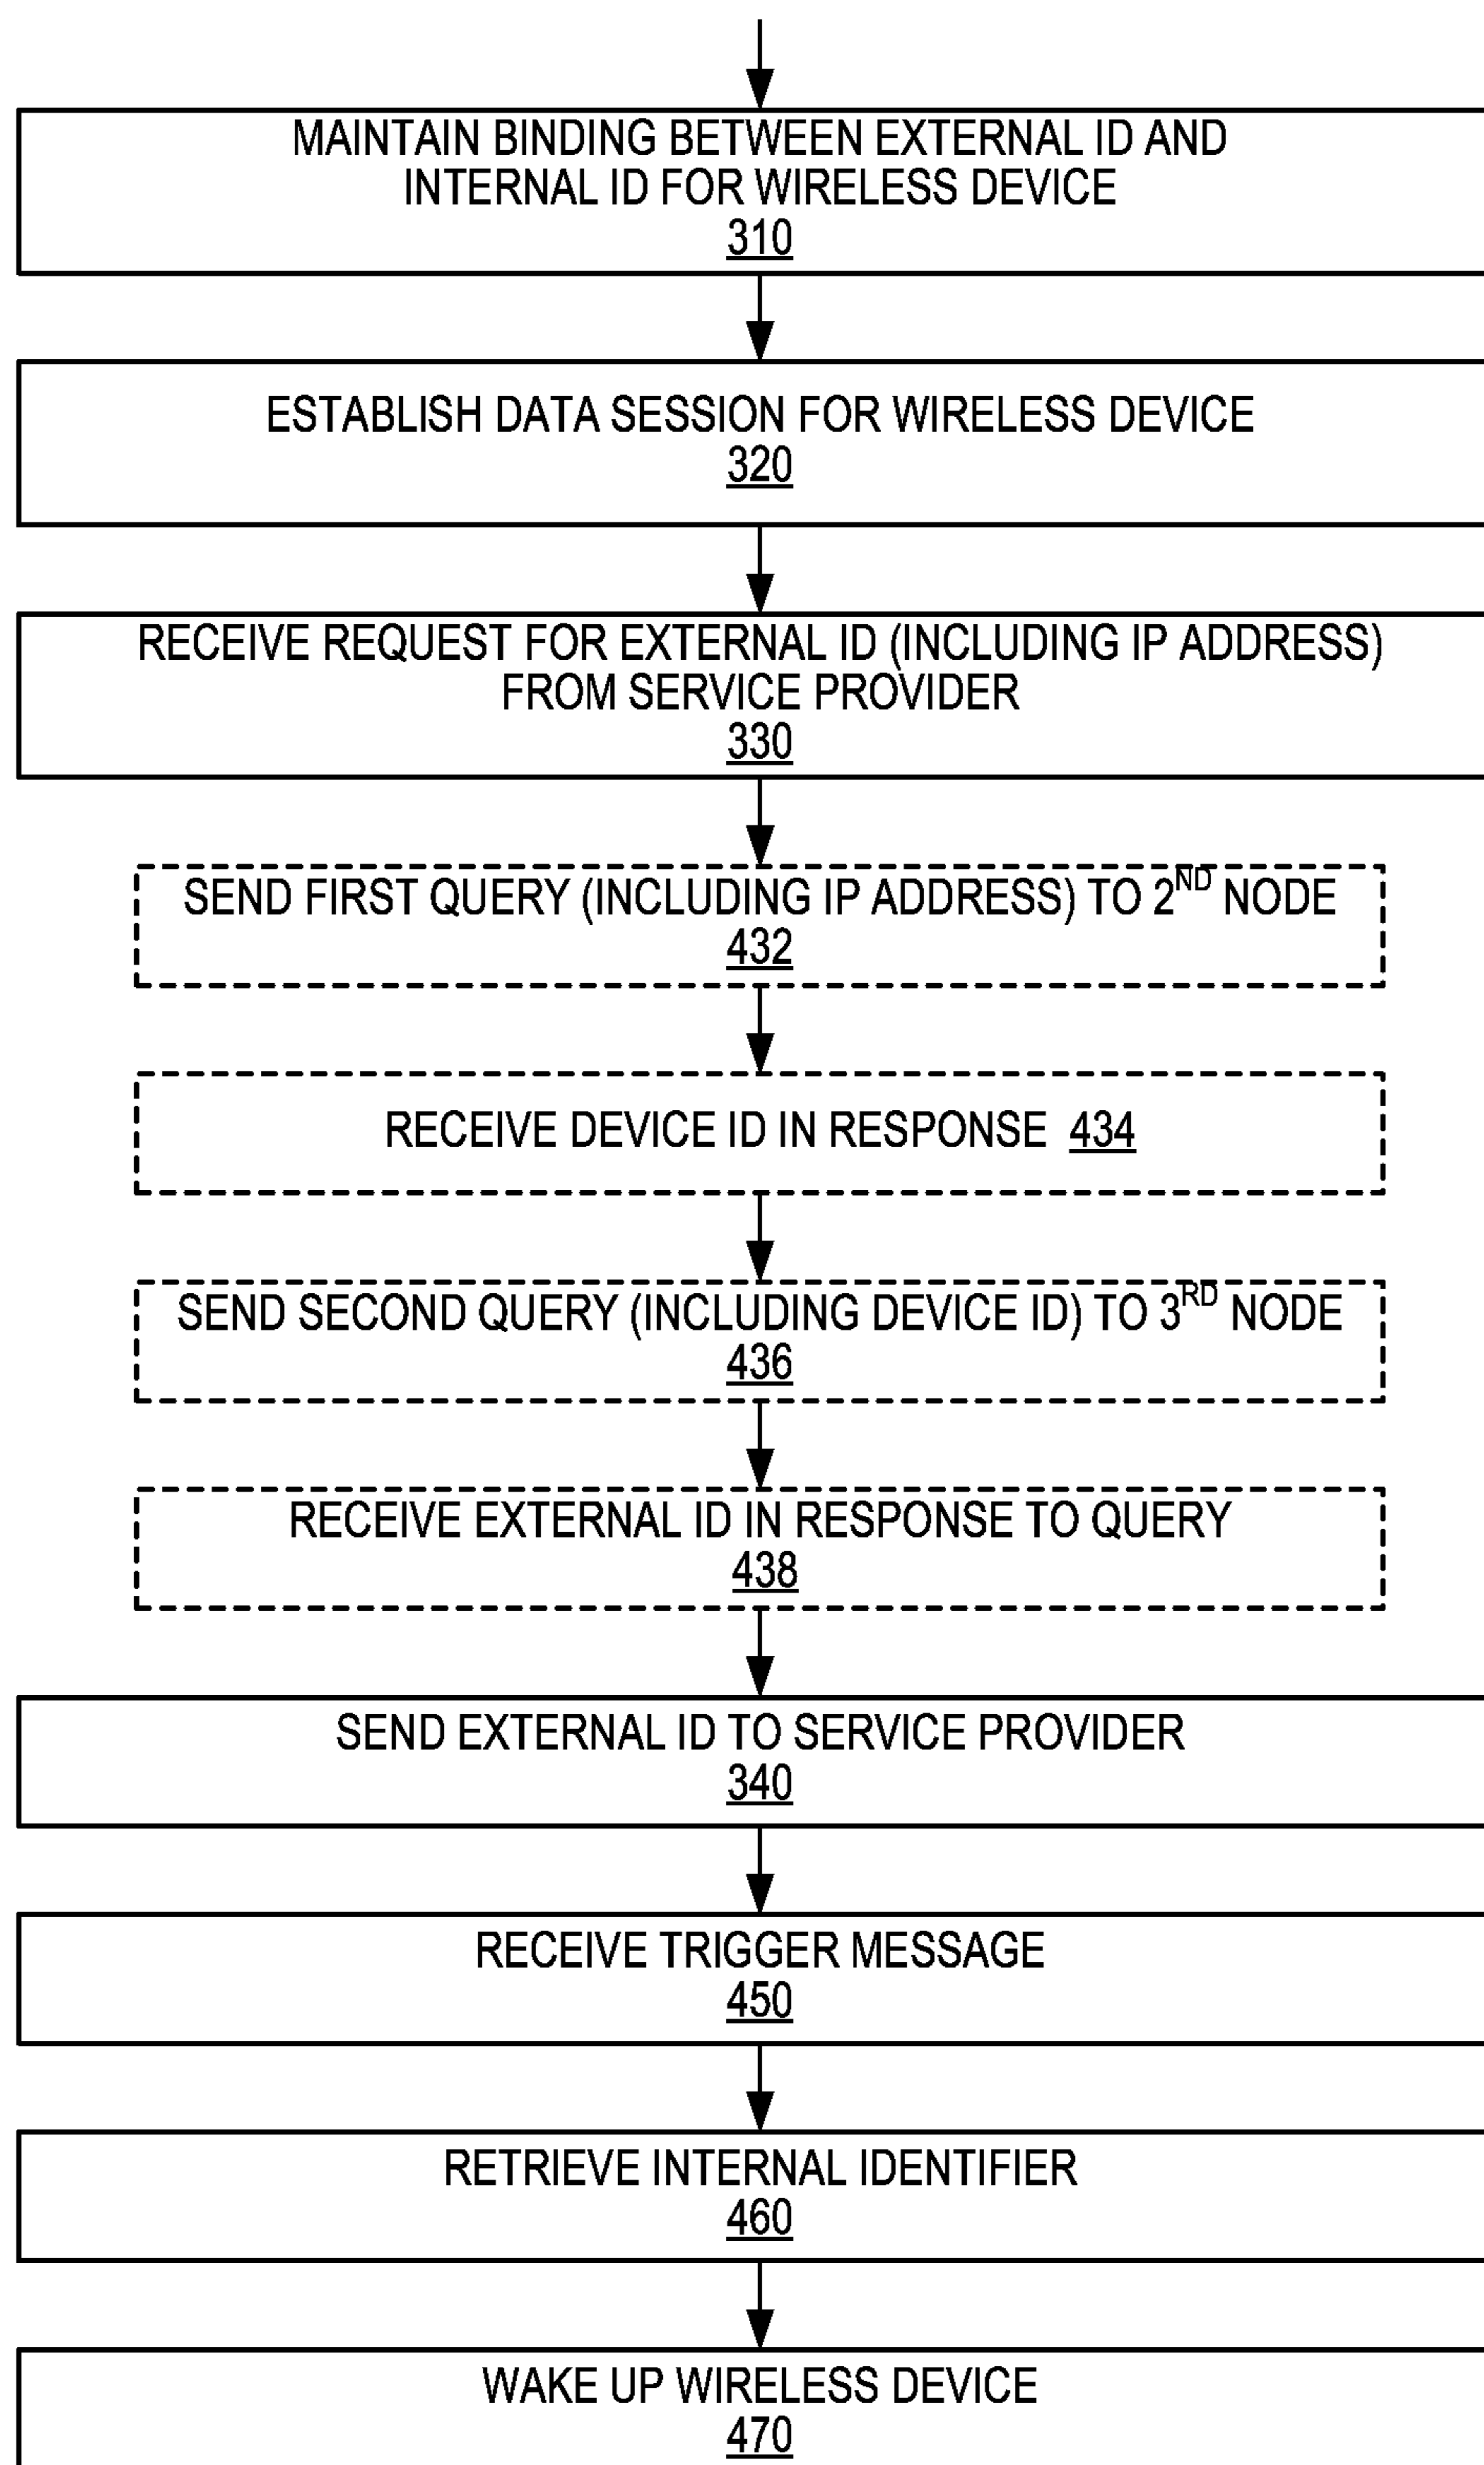 MAINTAIN BINDING BETWEEN EXTERNAL ID AND
INTERNAL ID FOR WIRELESS DEVICE
310
ESTABLISH DATA SESSION FOR WIRELESS DEVICE
320
RECEIVE REQUEST FOR EXTERNAL ID (INCLUDING IP ADDRESS)
FROM SERVICE PROVIDER
330
SEND FIRST QUERY (INCLUDING IP ADDRESS) TO 2ND NODE
432
RECEIVE DEVICE ID IN RESPONSE 434
SEND SECOND QUERY (INCLUDING DEVICE ID) TO 3RD NODE
436
RECEIVE EXTERNAL ID IN RESPONSE TO QUERY
438
SEND EXTERNAL ID TO SERVICE PROVIDER
340
RECEIVE TRIGGER MESSAGE
450
RETRIEVE INTERNAL IDENTIFIER
460
WAKE UP WIRELESS DEVICE
470